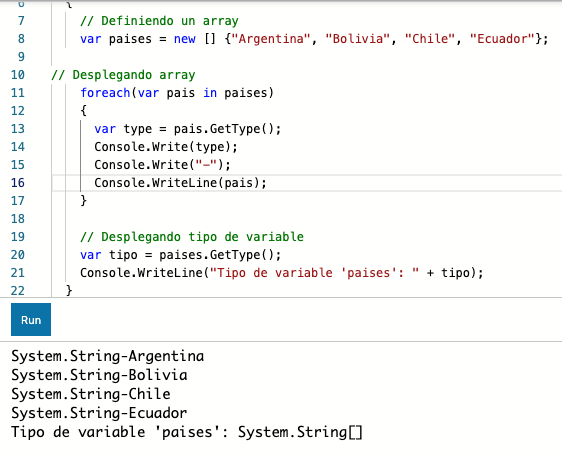 6 {
7 // Definiendo un array
8 var paises = new [] {"Argentina", "Bolivia", "Chile", "Ecuador"};
9
10 // Desplegando array
11 foreach(var pais in paises)
12 {
13 var type = pais.GetType();
14 Console.Write(type);
15 Console.Write("-");
16 Console.WriteLine(pais);
17 }
18
19 // Desplegando tipo de variable
20 var tipo = paises.GetType();
21 Console.WriteLine("Tipo de variable 'paises': " + tipo);
22 }
Run
System.String-Argentina
System.String-Bolivia
System.String-Chile
System.String-Ecuador
Tipo de variable 'paises': System.String[]